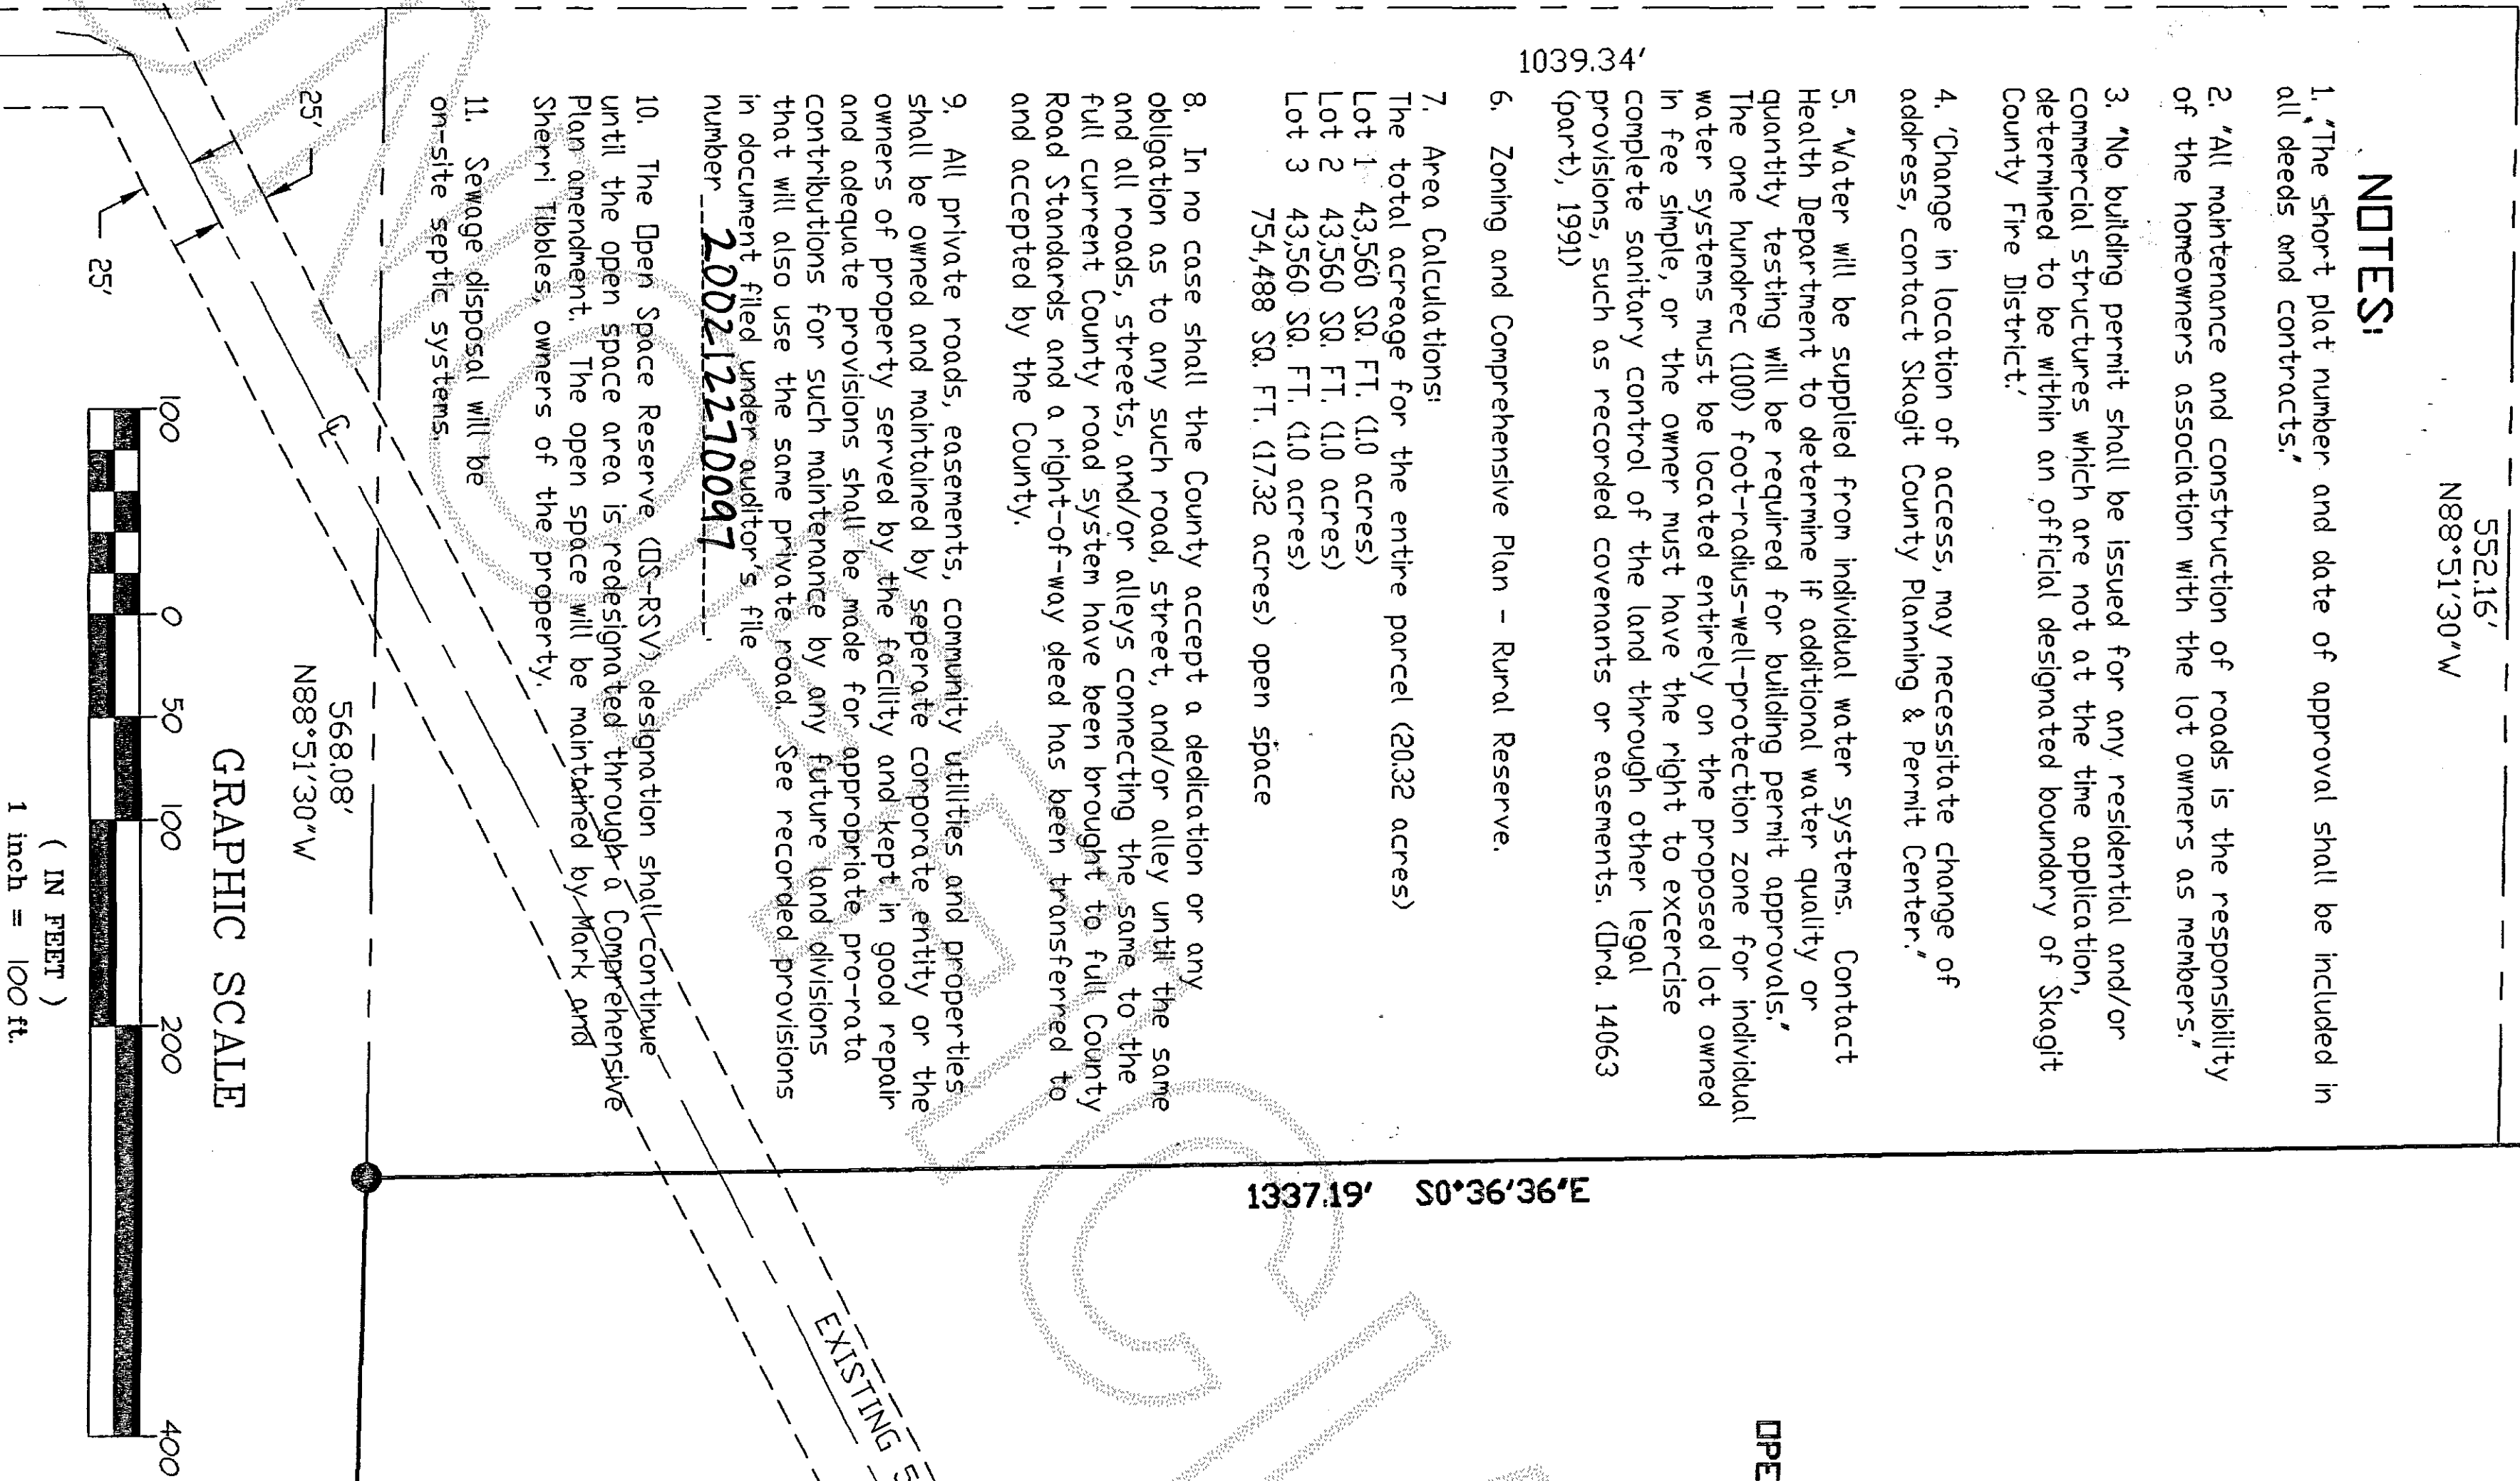 552.16'
N88°51'30"W
NOTES:
1. "The short plat number and date of approval shall be included in
all deeds and contracts."
2. "All maintenance and construction of roads is the responsibility
of the homeowners association with the lot owners as members."
3. "No building permit shall be issued for any residential and/or
commercial structures which are not at the time application,
determined to be within an official designated boundary of Skagit
County Fire District.'
4. 'Change in location of access, may necessitate change of
address, contact Skagit County Planning & Permit Center."
5. "Water will be supplied from individual water systems. Contact
Health Department to determine if additional water quality or
quantity testing will be required for building permit approvals."
The one hundrec (100) foot-radius-well-protection zone for individual
water systems must be located entirely on the proposed lot owned
in fee simple, or the owner must have the right to excercise
complete sanitary control of the land through other legal
provisions, such as recorded covenants or easements. (Ord. 14063
(part), 1991)
6. Zoning and Comprehensive Plan - Rural Reserve.
7. Area Calculations:
The total acreage for the entire parcel (20.32 acres)
Lot 1 43,560 SQ. FT. (1.0 acres)
Lot 2 43,560 SQ. FT. (1.0 acres)
Lot 3 43,560 SQ. FT. (1.0 acres)
754,488 SQ. FT. (17.32 acres) open space
8. In no case shall the County accept a dedication or any
obligation as to any such road, street, and/or alley until the same
and all roads, streets, and/or alleys connecting the same to the
full current County road system have been brought to full County
Road Standards and a right-of-way deed has been transferred to
and accepted by the County.
9. All private roads, easements, community utilities and properties
shall be owned and maintained by seperate corporate entity or the
owners of property served by the facility and kept in good repair
and adequate provisions shall be made for appropriate pro-rata
contributions for such maintenance by any future land divisions
that will also use the same private road. See recorded provisions
in document filed under auditor's file
number 200212270097.
10. The Open Space Reserve (OS-RSV) designation shall continue
until the open space area is redesignated through a Comprehensive
Plan amendment. The open space will be maintained by Mark and
Sherri Tibbles, owners of the property.
11. Sewage disposal will be
on-site septic systems.
1039.34'
1337.19' S0°36'36"E
OPE
EXISTING 5
25'
25'
568.08'
N88°51'30"W
GRAPHIC SCALE
100 0 50 100 200 400
( IN FEET )
1 inch = 100 ft.